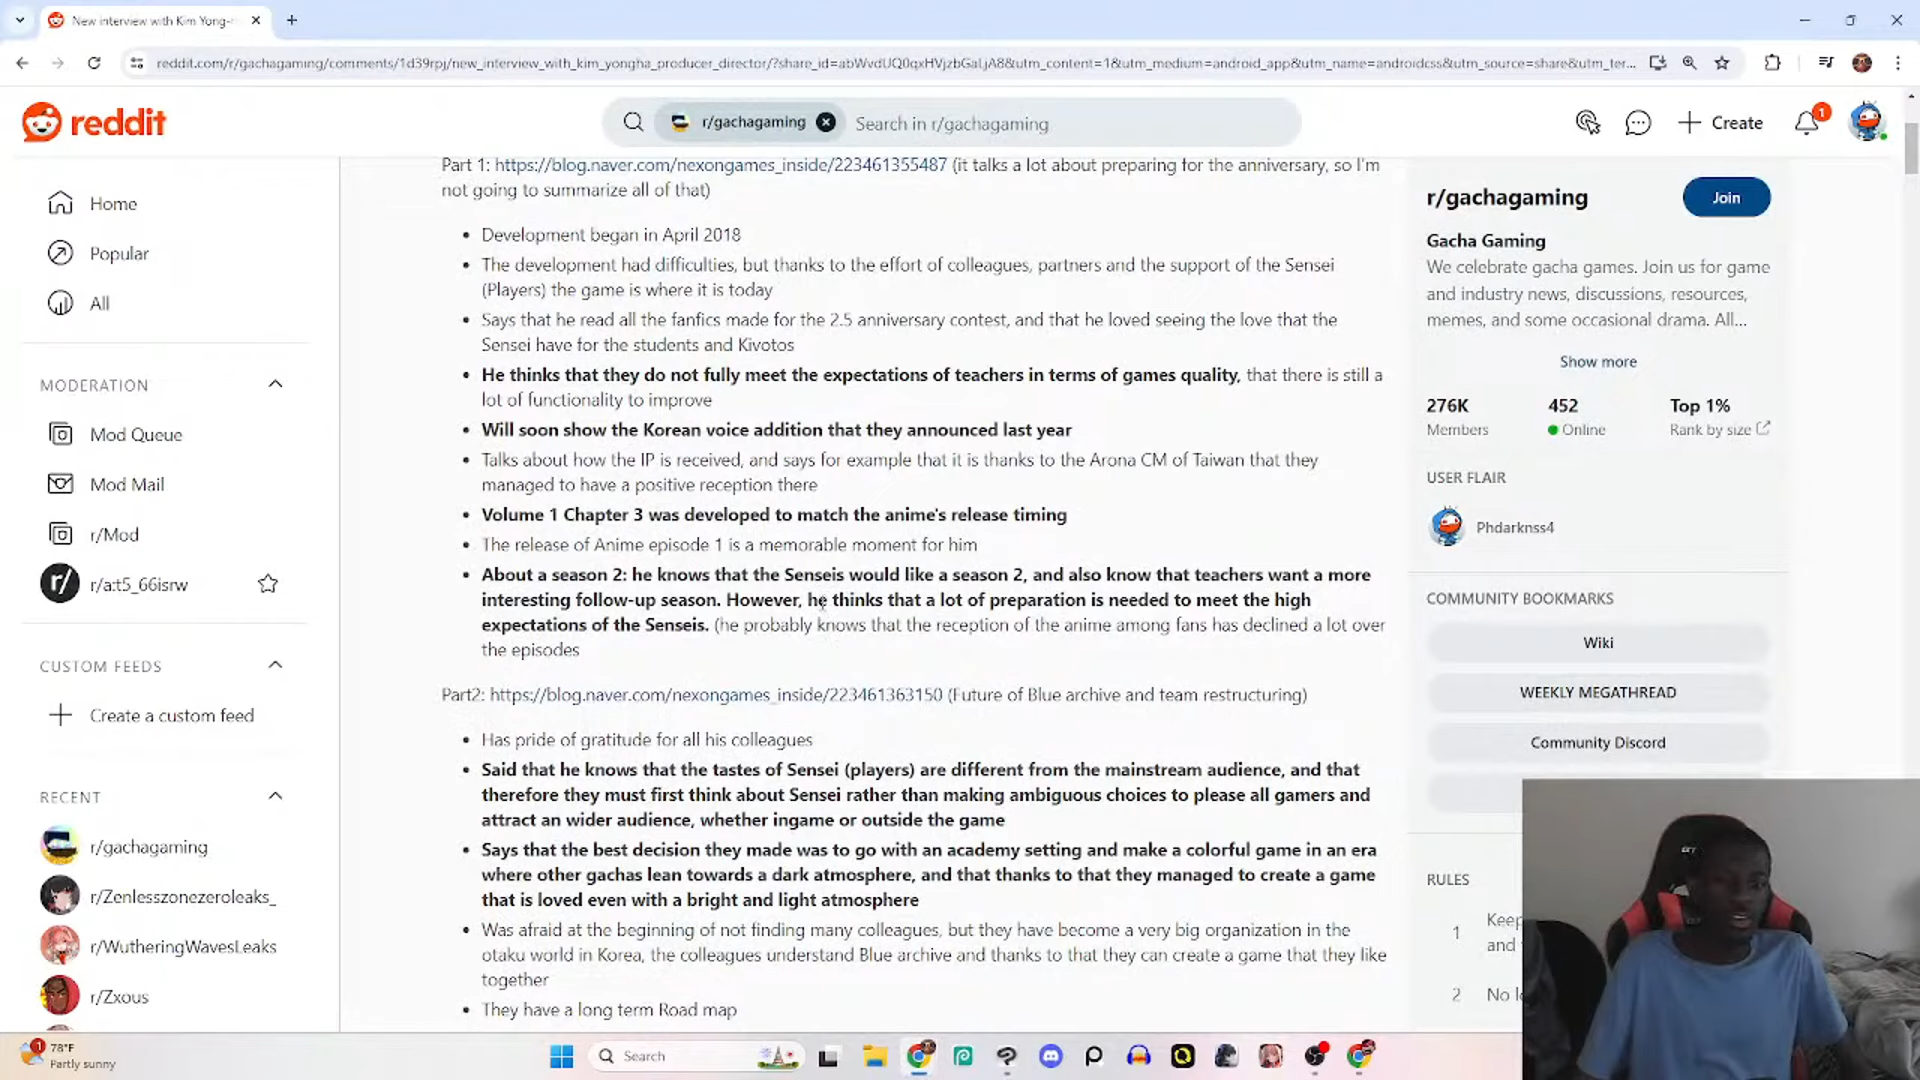 New interview with Kim Yong-
reddit.com/r/gachagaming/comments/1d39rpj/new_interview_with_kim_yongha_producer_director/?share_id=abWvdUQ0qxHVjzbGaLjA8&utm_content=1&utm_medium=android_app&utm_name=androidcss&utm_source=share&utm_ter...
reddit
r/gachagaming
Search in r/gachagaming
Create
1
Home
Popular
All
MODERATION
Mod Queue
Mod Mail
r/Mod
r/
r/a:t5_66isrw
CUSTOM FEEDS
Create a custom feed
RECENT
r/gachagaming
r/Zenlesszonezeroleaks_
r/WutheringWavesLeaks
r/Zxous
Part 1: https://blog.naver.com/nexongames_inside/223461355487 (it talks a lot about preparing for the anniversary, so I'm
not going to summarize all of that)
• Development began in April 2018
• The development had difficulties, but thanks to the effort of colleagues, partners and the support of the Sensei
(Players) the game is where it is today
• Says that he read all the fanfics made for the 2.5 anniversary contest, and that he loved seeing the love that the
Sensei have for the students and Kivotos
• He thinks that they do not fully meet the expectations of teachers in terms of games quality, that there is still a
lot of functionality to improve
• Will soon show the Korean voice addition that they announced last year
• Talks about how the IP is received, and says for example that it is thanks to the Arona CM of Taiwan that they
managed to have a positive reception there
• Volume 1 Chapter 3 was developed to match the anime's release timing
• The release of Anime episode 1 is a memorable moment for him
• About a season 2: he knows that the Senseis would like a season 2, and also know that teachers want a more
interesting follow-up season. However, he thinks that a lot of preparation is needed to meet the high
expectations of the Senseis. (he probably knows that the reception of the anime among fans has declined a lot over
the episodes
Part2: https://blog.naver.com/nexongames_inside/223461363150 (Future of Blue archive and team restructuring)
• Has pride of gratitude for all his colleagues
• Said that he knows that the tastes of Sensei (players) are different from the mainstream audience, and that
therefore they must first think about Sensei rather than making ambiguous choices to please all gamers and
attract an wider audience, whether ingame or outside the game
• Says that the best decision they made was to go with an academy setting and make a colorful game in an era
where other gachas lean towards a dark atmosphere, and that thanks to that they managed to create a game
that is loved even with a bright and light atmosphere
• Was afraid at the beginning of not finding many colleagues, but they have become a very big organization in the
otaku world in Korea, the colleagues understand Blue archive and thanks to that they can create a game that they like
together
• They have a long term Road map
r/gachagaming
Join
Gacha Gaming
We celebrate gacha games. Join us for game
and industry news, discussions, resources,
memes, and some occasional drama. All...
Show more
276K
452
Top 1%
Members
Online
Rank by size
USER FLAIR
Phdarknss4
COMMUNITY BOOKMARKS
Wiki
WEEKLY MEGATHREAD
Community Discord
RULES
1
Keep
and
2
No
1
78°F
Partly sunny
Search